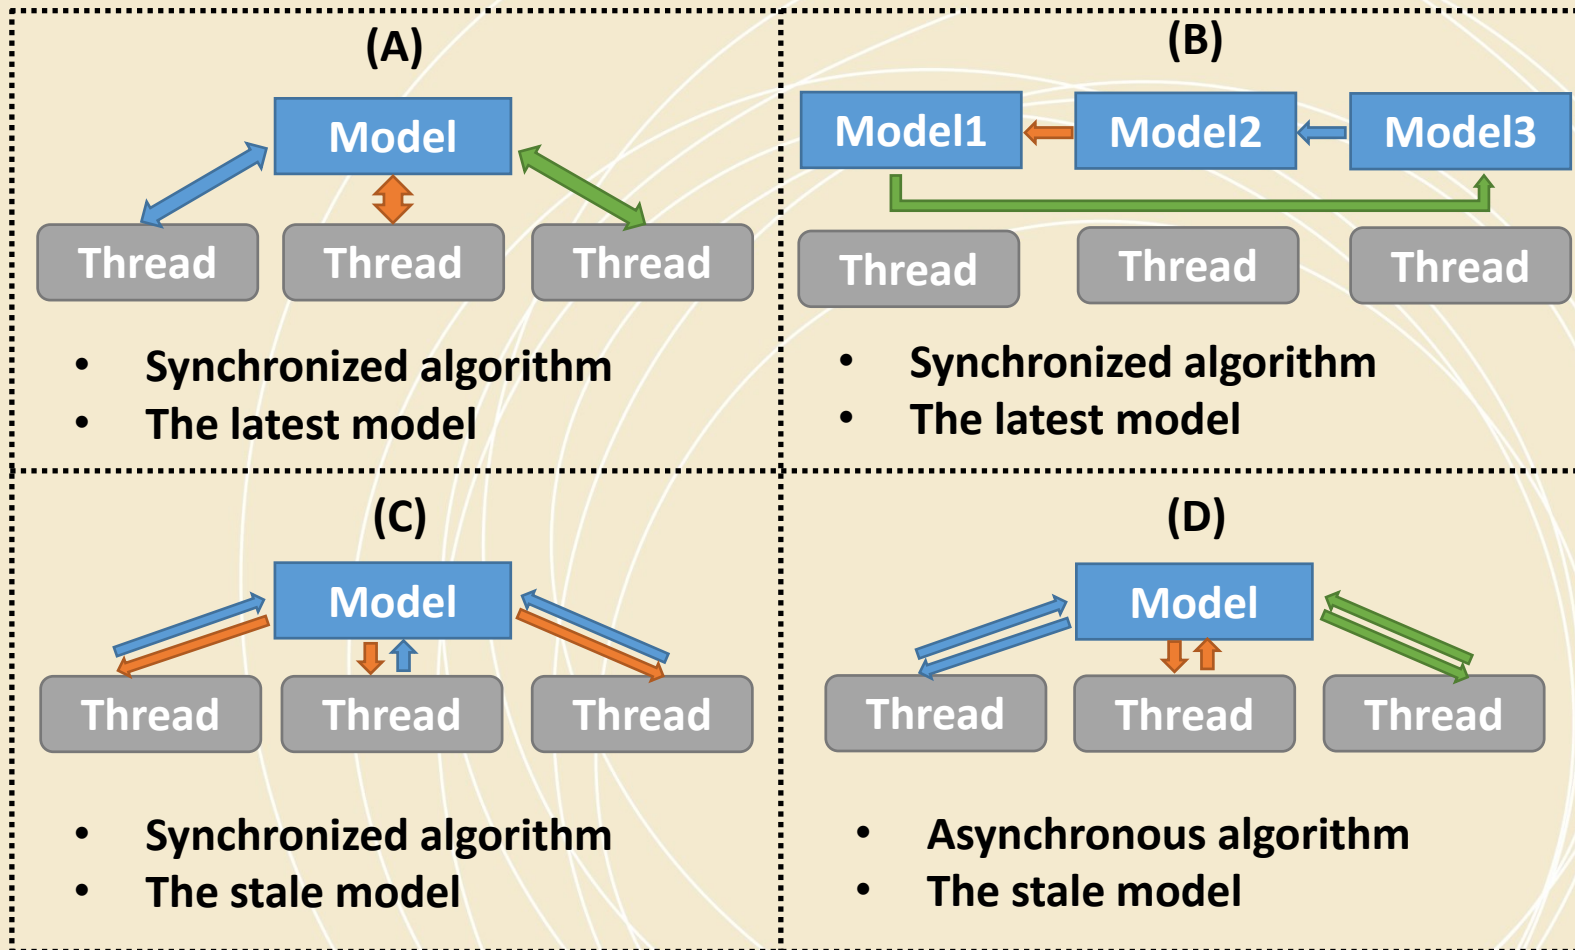 (A)
Model
Thread Thread Thread
• Synchronized algorithm
• The latest model
(B)
Model1 Model2 Model3
Thread Thread Thread
• Synchronized algorithm
• The latest model
(C)
Model
Thread Thread Thread
• Synchronized algorithm
• The stale model
(D)
Model
Thread Thread Thread
• Asynchronous algorithm
• The stale model